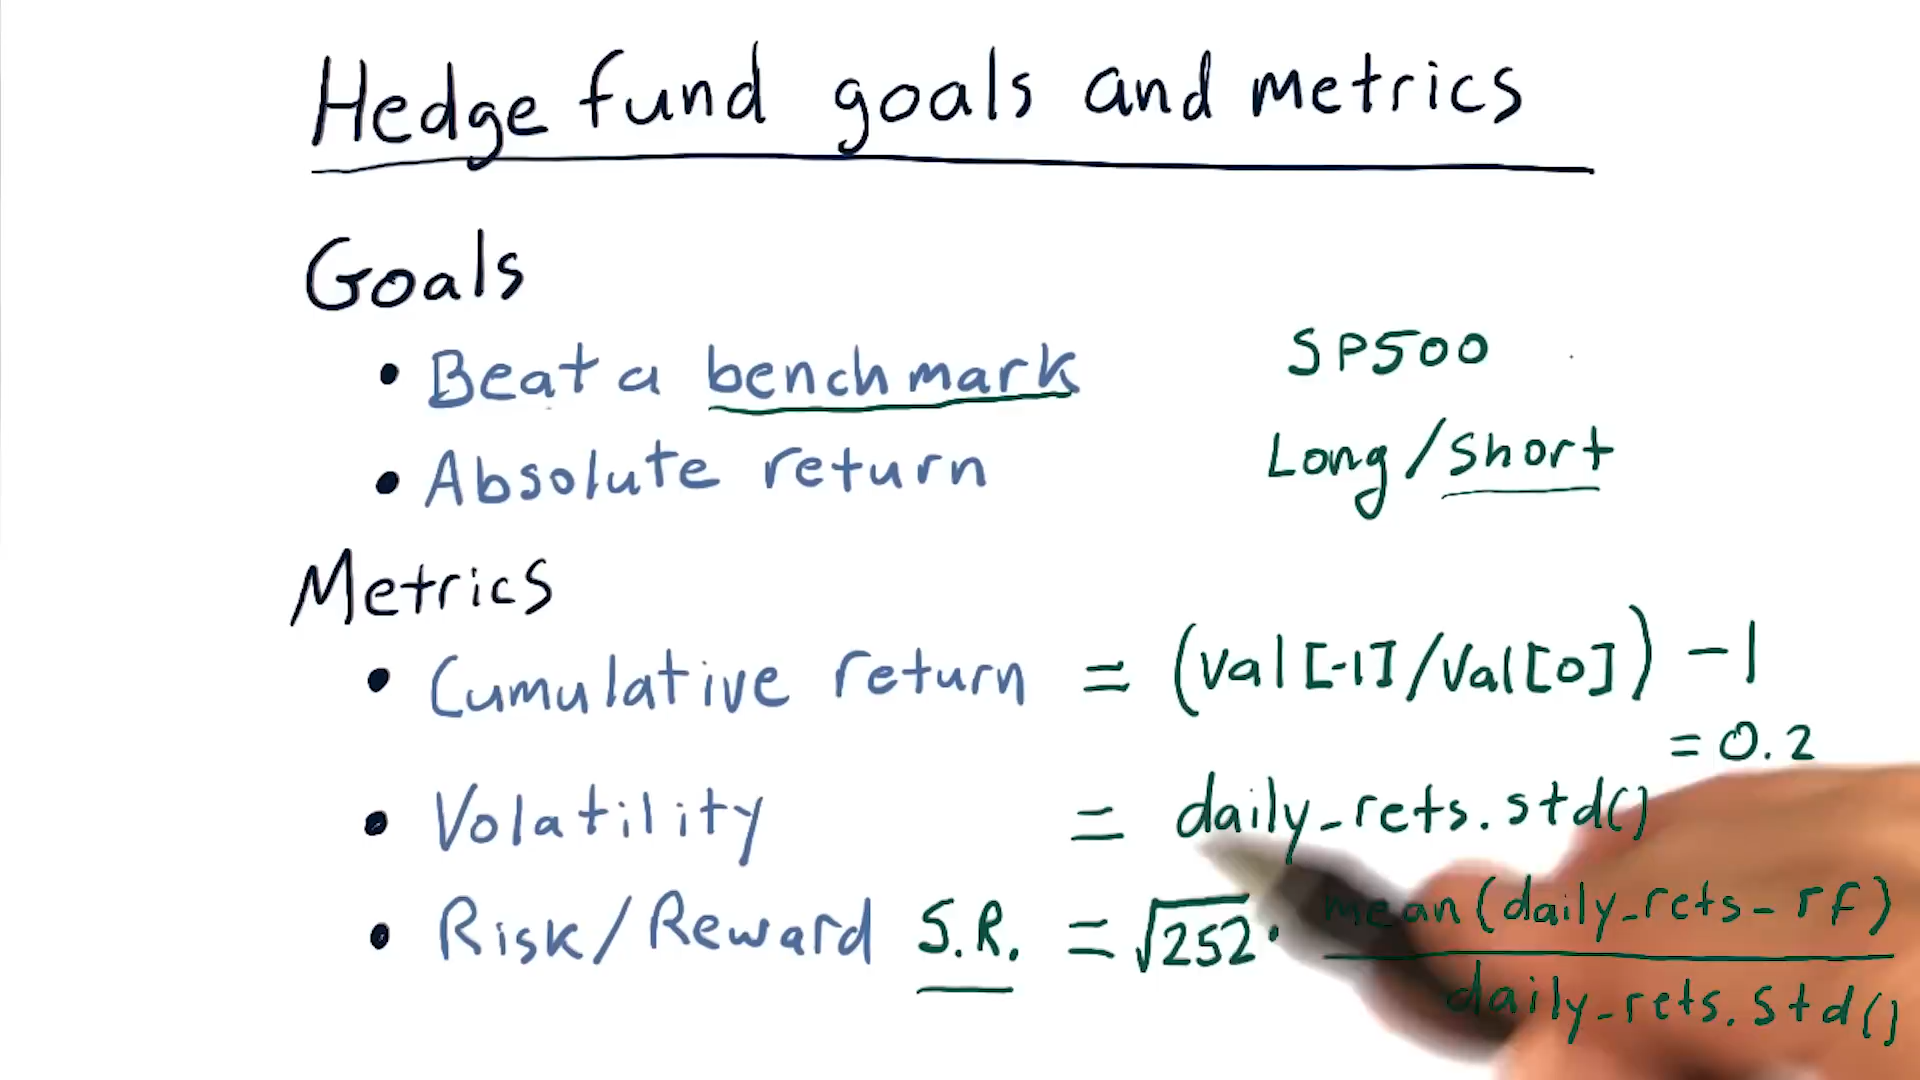 Hedge fund goals and metrics
Goals
• Beat a benchmark SP500
• Absolute return Long/Short
Metrics
• Cumulative return = (val[-1]/Val[0]) - 1
= 0.2
• Volatility = daily_rets.std()
• Risk/Reward S.R. = √252 · mean(daily_rets - rf)
daily_rets.std()